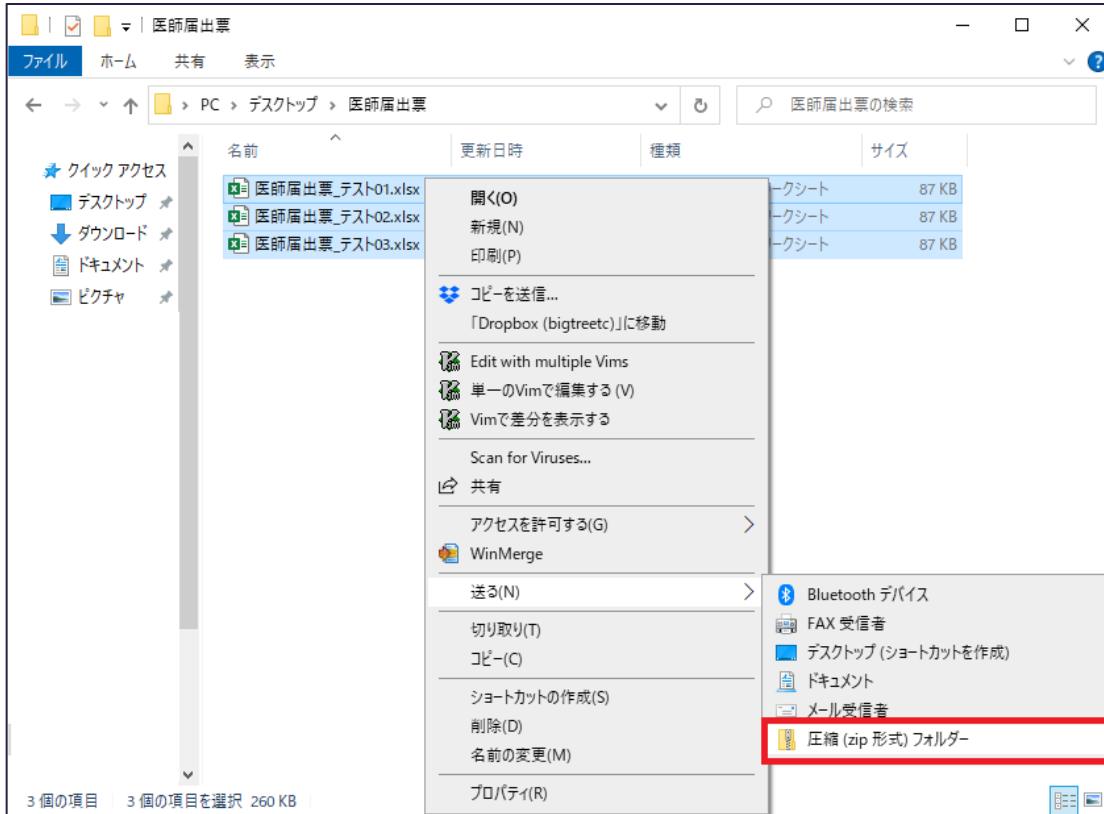 医師届出票
ファイル ホーム 共有 表示
PC › デスクトップ › 医師届出票
医師届出票の検索
名前 更新日時 種類 サイズ
クイック アクセス
デスクトップ
ダウンロード
ドキュメント
ピクチャ
医師届出票_テスト01.xlsx ークシート 87 KB
医師届出票_テスト02.xlsx ークシート 87 KB
医師届出票_テスト03.xlsx ークシート 87 KB
開く(O)
新規(N)
印刷(P)
コピーを送信...
「Dropbox (bigtreetc)」に移動
Edit with multiple Vims
単一のVimで編集する (V)
Vimで差分を表示する
Scan for Viruses...
共有
アクセスを許可する(G)
WinMerge
送る(N)
切り取り(T)
コピー(C)
ショートカットの作成(S)
削除(D)
名前の変更(M)
プロパティ(R)
Bluetooth デバイス
FAX 受信者
デスクトップ (ショートカットを作成)
ドキュメント
メール受信者
圧縮 (zip 形式) フォルダー
3 個の項目 3 個の項目を選択 260 KB